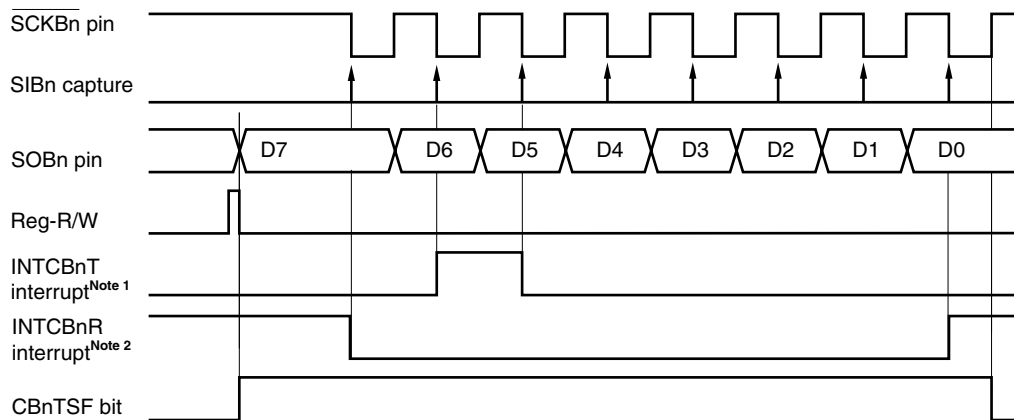 SCKBn pin
SIBn capture
SOBn pin
D7 D6 D5 D4 D3 D2 D1 D0
Reg-R/W
INTCBnT
interruptNote 1
INTCBnR
interruptNote 2
CBnTSF bit